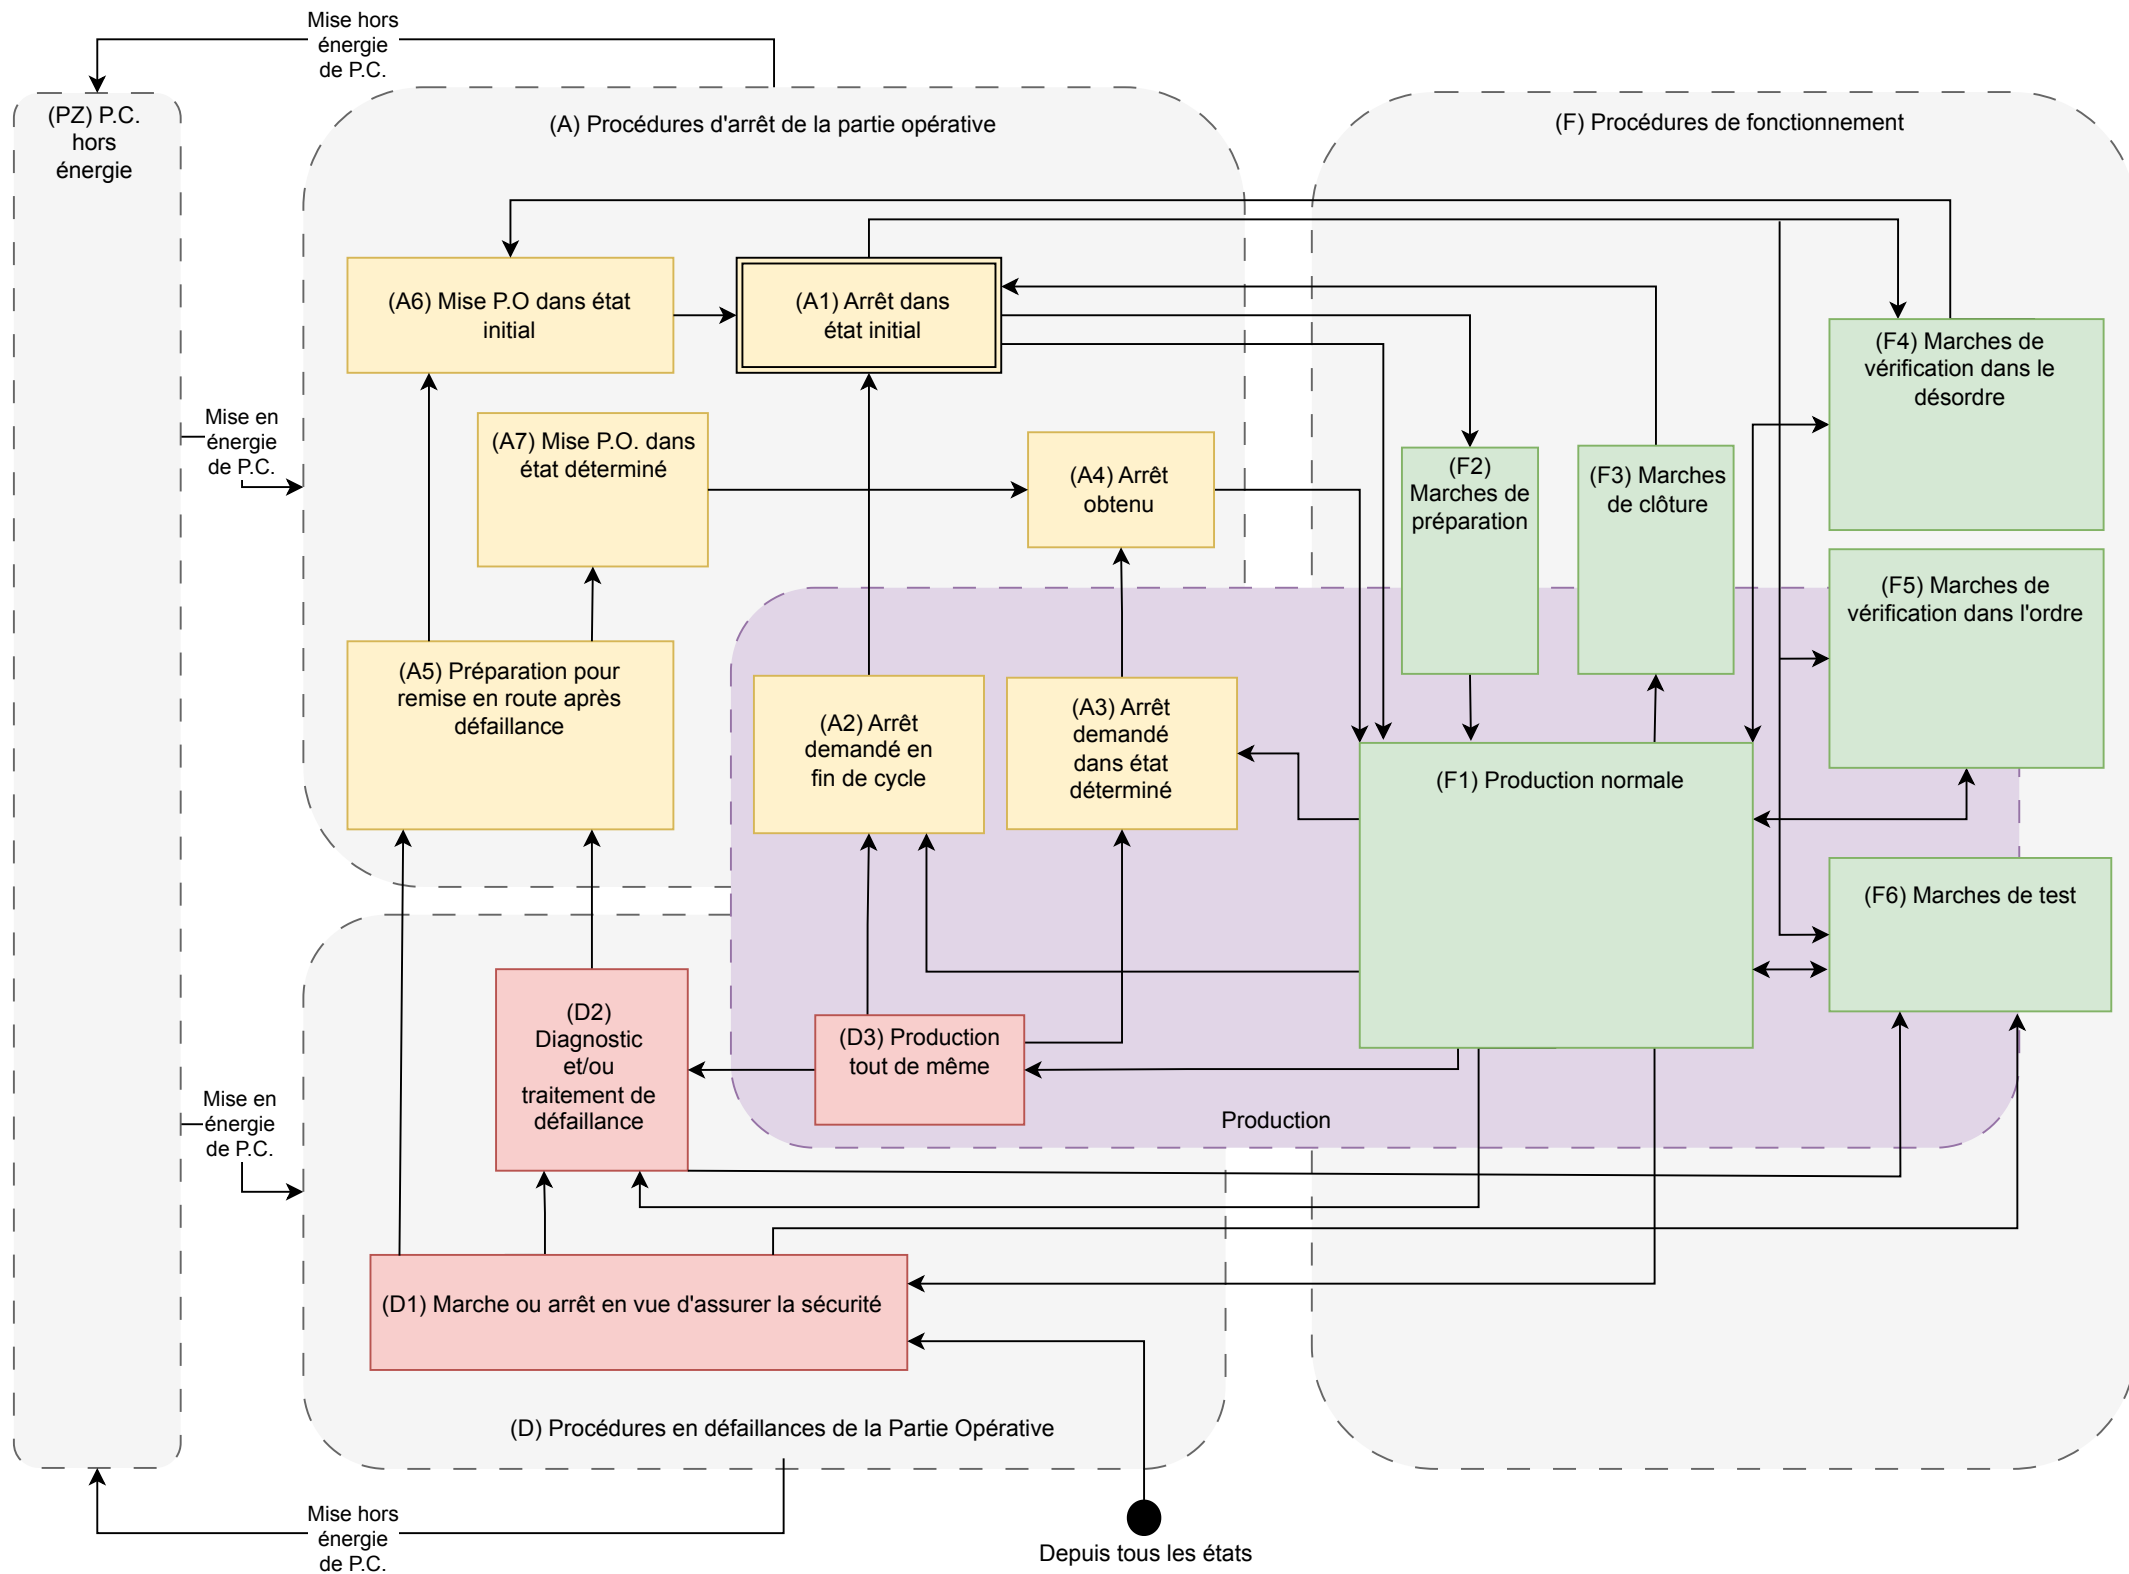 Mise hors
énergie
de P.C.
(PZ) P.C.
hors
énergie
(A) Procédures d'arrêt de la partie opérative
(F) Procédures de fonctionnement
(A6) Mise P.O dans état
initial
(A1) Arrêt dans
état initial
(F4) Marches de
vérification dans le
désordre
Mise en
énergie
de P.C.
(A7) Mise P.O. dans
état déterminé
(A4) Arrêt
obtenu
(F2)
Marches de
préparation
(F3) Marches
de clôture
(F5) Marches de
vérification dans l'ordre
(A5) Préparation pour
remise en route après
défaillance
(A2) Arrêt
demandé en
fin de cycle
(A3) Arrêt
demandé
dans état
déterminé
(F1) Production normale
(F6) Marches de test
(D2)
Diagnostic
et/ou
traitement de
défaillance
(D3) Production
tout de même
Mise en
énergie
de P.C.
Production
(D1) Marche ou arrêt en vue d'assurer la sécurité
(D) Procédures en défaillances de la Partie Opérative
Mise hors
énergie
de P.C.
Depuis tous les états